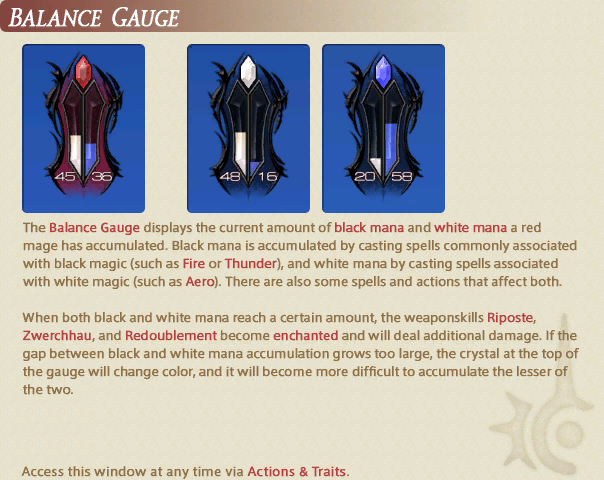 BALANCE GAUGE
45 36 48 16 20 58
The Balance Gauge displays the current amount of black mana and white mana a red
mage has accumulated. Black mana is accumulated by casting spells commonly associated
with black magic (such as Fire or Thunder), and white mana by casting spells associated
with white magic (such as Aero). There are also some spells and actions that affect both.
When both black and white mana reach a certain amount, the weaponskills Riposte,
Zwerchhau, and Redoublement become enchanted and will deal additional damage. If the
gap between black and white mana accumulation grows too large, the crystal at the top of
the gauge will change color, and it will become more difficult to accumulate the lesser of
the two.
Access this window at any time via Actions & Traits.